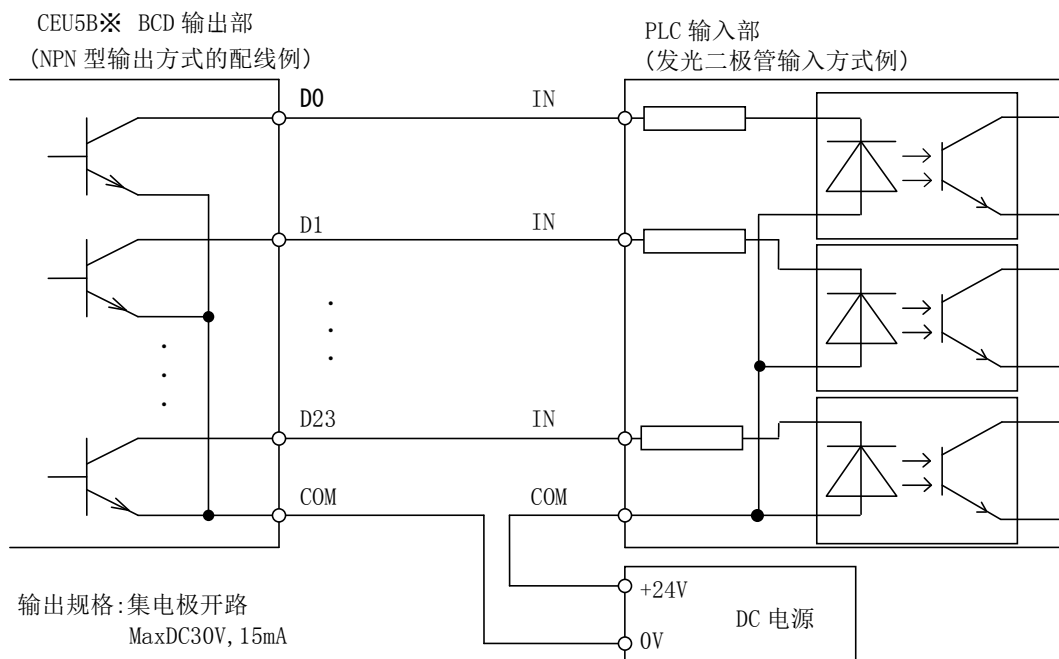 CEU5B※ BCD 输出部
(NPN 型输出方式的配线例)
PLC 输入部
(发光二极管输入方式例)
D0
IN
D1
IN
D23
IN
COM
COM
+24V
DC 电源
0V
输出规格:集电极开路
MaxDC30V,15mA